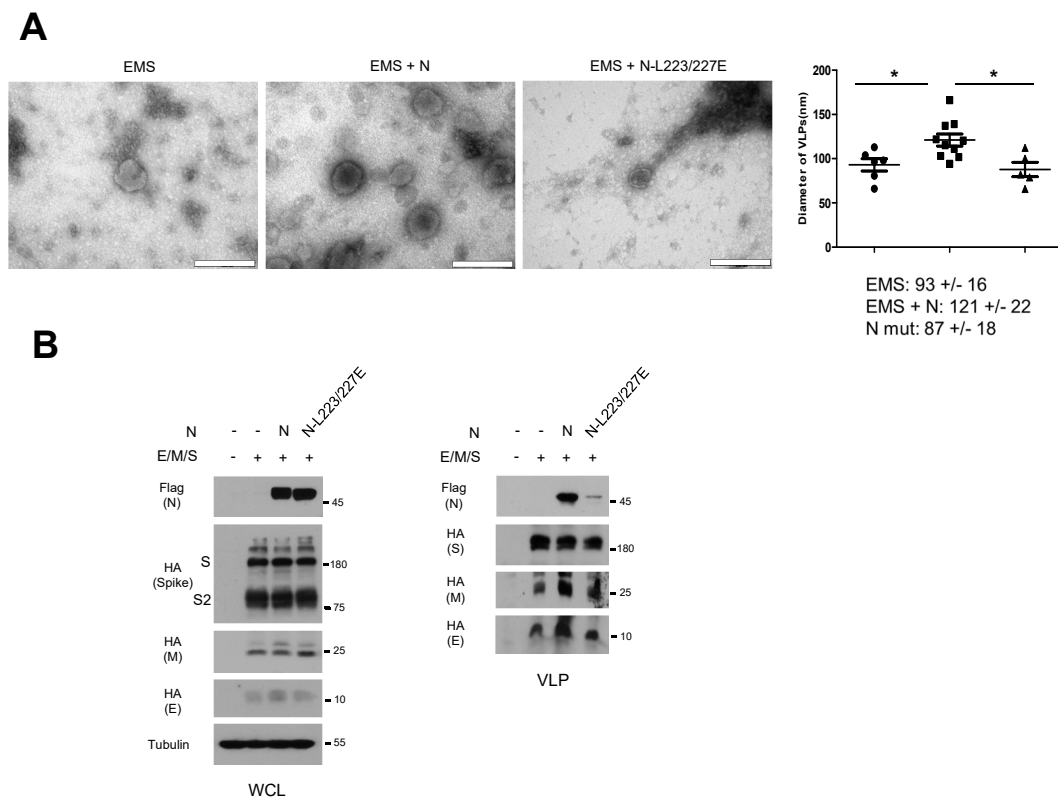 A
EMS
EMS + N
EMS + N-L223/227E
Diameter of VLPs(nm)
200
150
100
50
0
*
*
EMS: 93 +/- 16
EMS + N: 121 +/- 22
N mut: 87 +/- 18
B
N - - N N-L223/227E
E/M/S - + + +
Flag
(N)
45
HA
(Spike)
S
S2
180
75
HA
(M)
25
HA
(E)
10
Tubulin
55
WCL
N - - N N-L223/227E
E/M/S - + + +
Flag
(N)
45
HA
(S)
180
HA
(M)
25
HA
(E)
10
VLP